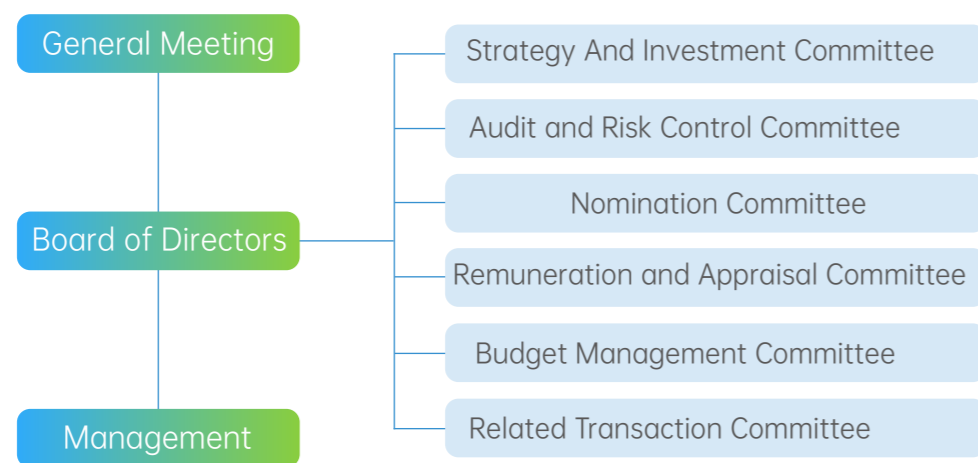 General Meeting
Board of Directors
Management
Strategy And Investment Committee
Audit and Risk Control Committee
Nomination Committee
Remuneration and Appraisal Committee
Budget Management Committee
Related Transaction Committee